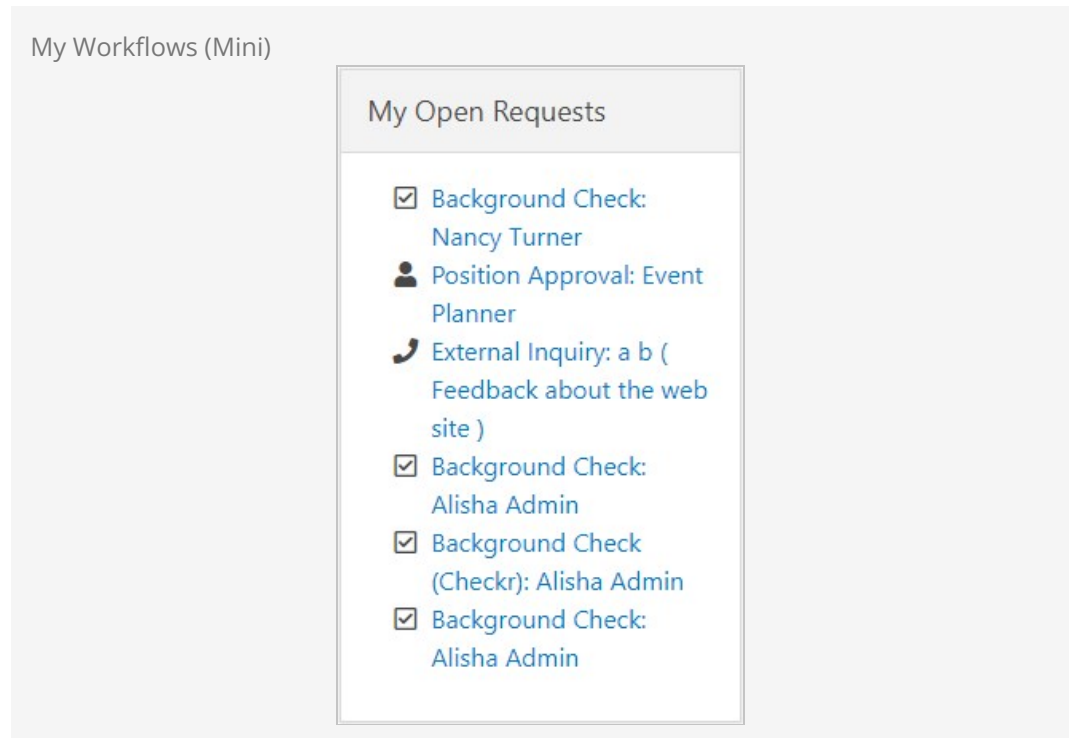 My Workflows (Mini)
My Open Requests
Background Check:
Nancy Turner
Position Approval: Event
Planner
External Inquiry: a b (
Feedback about the web
site )
Background Check:
Alisha Admin
Background Check
(Checkr): Alisha Admin
Background Check:
Alisha Admin